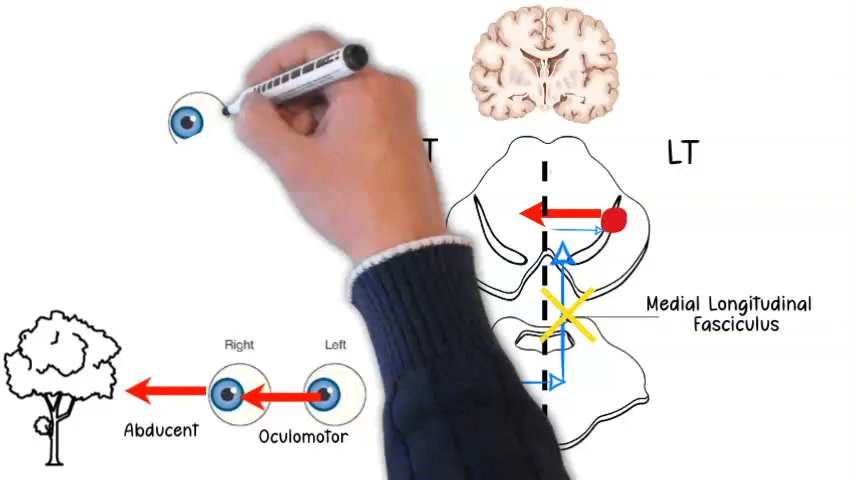 T
LT
Medial Longitudinal
Fasciculus
Right
Left
Abducent
Oculomotor